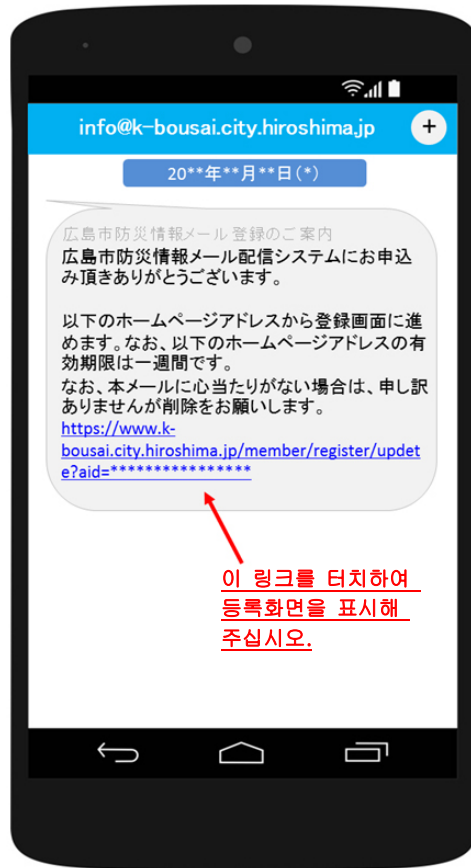 info@k-bousai.city.hiroshima.jp
+
20**年**月**日(*)
広島市防災情報メール登録のご案内
広島市防災情報メール配信システムにお申込
み頂きありがとうございます。
以下のホームページアドレスから登録画面に進
めます。なお、以下のホームページアドレスの有
効期限は一週間です。
なお、本メールに心当たりがない場合は、申し訳
ありませんが削除をお願いします。
https://www.k-
bousai.city.hiroshima.jp/member/register/updet
e?aid=****************
이 링크를 터치하여
등록화면을 표시해
주십시오.